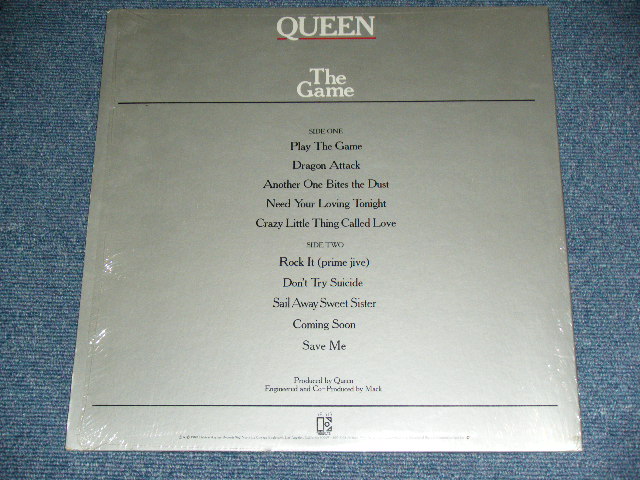 QUEEN
The
Game
SIDE ONE
Play The Game
Dragon Attack
Another One Bites the Dust
Need Your Loving Tonight
Crazy Little Thing Called Love
SIDE TWO
Rock It (prime jive)
Don't Try Suicide
Sail Away Sweet Sister
Coming Soon
Save Me
Produced by Queen
Engineered and Co-Produced by Mack